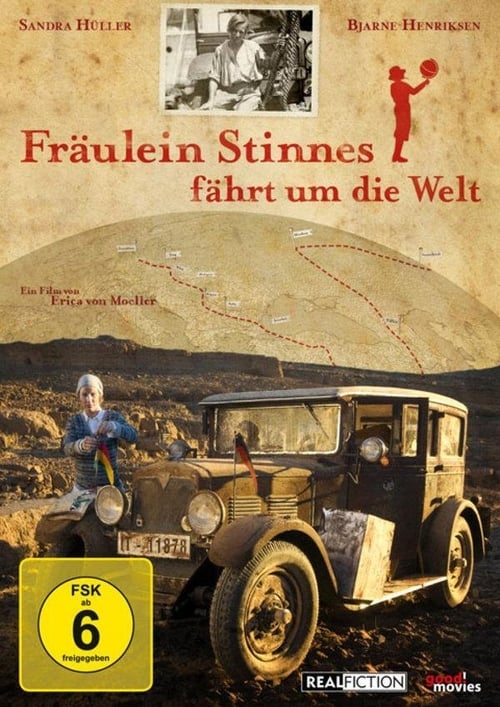 SANDRA HÜLLER
BJARNE HENRIKSEN
Fräulein Stinnes
fährt um die Welt
Ein Film von
Erica von Moeller
IT-11878
FSK
ab
6
freigegeben
REALFICTION
good!
movies